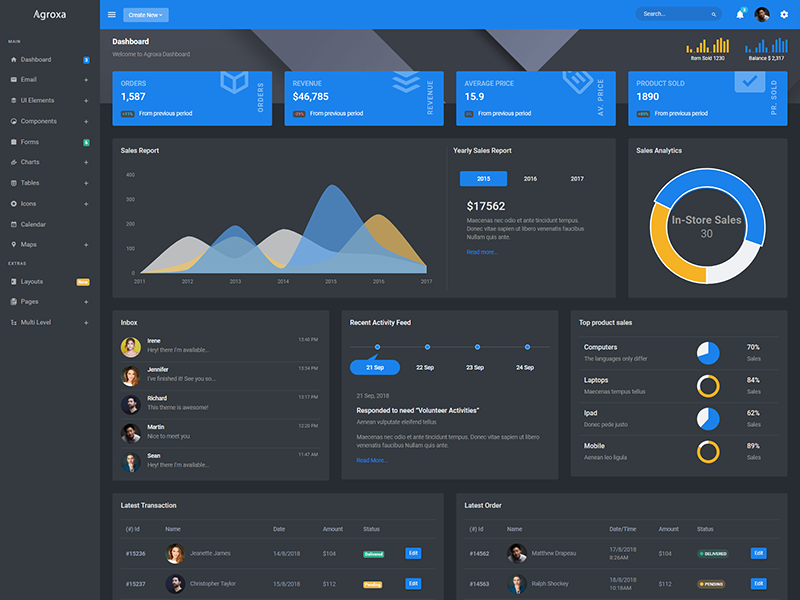 Agroxa
Create New
Search...
3
MAIN
Dashboard
3
Email
UI Elements
Components
Forms
6
Charts
Tables
Icons
Calendar
Maps
EXTRAS
Layouts
New
Pages
Multi Level
Dashboard
Welcome to Agroxa Dashboard
Item Sold 1230
Balance $ 2,317
ORDERS
1,587
+11%
From previous period
ORDERS
REVENUE
$46,785
-29%
From previous period
REVENUE
AVERAGE PRICE
15.9
From previous period
AV. PRICE
PRODUCT SOLD
1890
+89%
From previous period
PR. SOLD
Sales Report
400
300
200
100
0
2011
2012
2013
2014
2015
2016
2017
Yearly Sales Report
2015
2016
2017
$17562
Maecenas nec odio et ante tincidunt tempus.
Donec vitae sapien ut libero venenatis faucibus
Nullam quis ante.
Read more...
Sales Analytics
In-Store Sales
30
Inbox
Irene
Hey! there I'm available...
12:40 PM
Jennifer
I've finished it! See you so...
15:34 PM
Richard
This theme is awesome!
13:17 PM
Martin
Nice to meet you
12:20 PM
Sean
Hey! there I'm available...
11:47 AM
Recent Activity Feed
21 Sep
22 Sep
23 Sep
24 Sep
21 Sep, 2018
Responded to need “Volunteer Activities”
Aenean vulputate eleifend tellus
Maecenas nec odio et ante tincidunt tempus. Donec vitae sapien ut libero
venenatis faucibus Nullam quis ante.
Read More...
Top product sales
Computers
The languages only differ
70%
Sales
Laptops
Maecenas tempus tellus
84%
Sales
Ipad
Donec pede justo
62%
Sales
Mobile
Aenean leo ligula
89%
Sales
Latest Transaction
(#) Id Name Date Amount Status
#15236 Jeanette James 14/8/2018 $104 Delivered Edit
#15237 Christopher Taylor 15/8/2018 $112 Pending Edit
Latest Order
(#) Id Name Date/Time Amount Status
#14562 Matthew Drapeau 17/8/2018 8:26AM $104 DELIVERED Edit
#14563 Ralph Shockey 18/8/2018 10:18AM $112 PENDING Edit